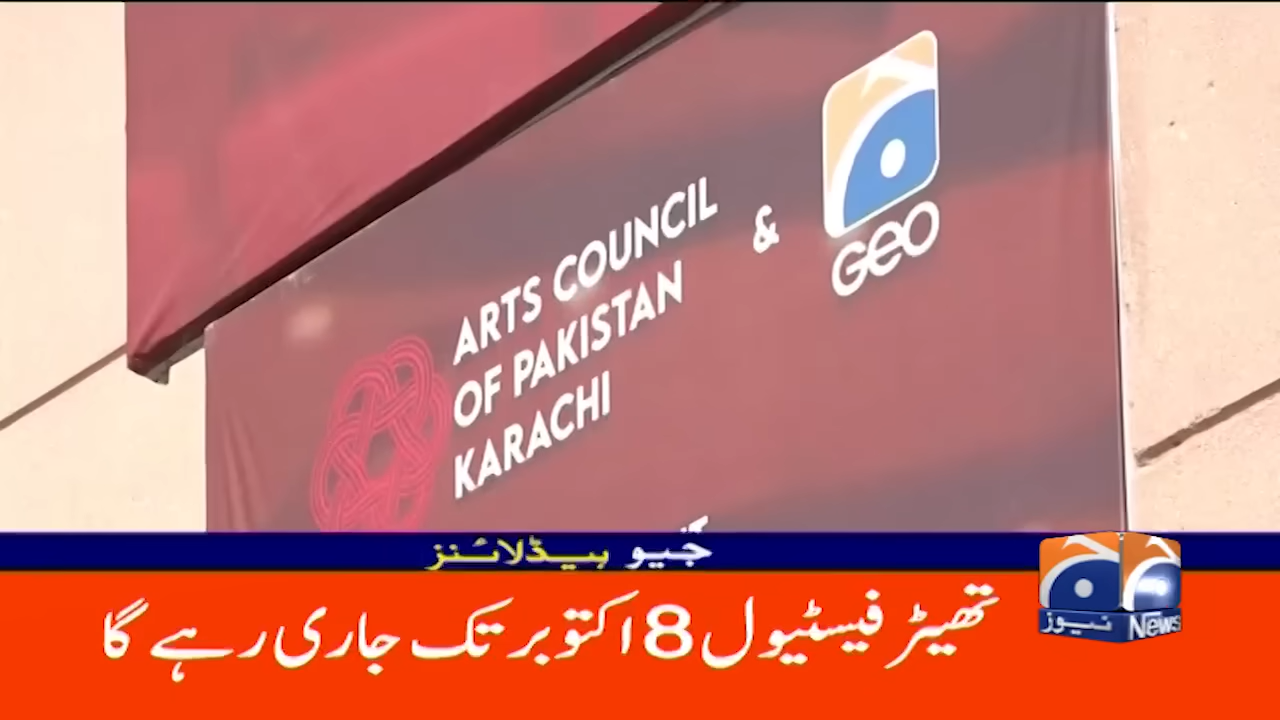 ARTS COUNCIL
OF PAKISTAN
KARACHI
&
GEO
جیو ہیڈلائنز
تھیٹر فیسٹیول 8 اکتوبر تک جاری رہے گا
نیوز News